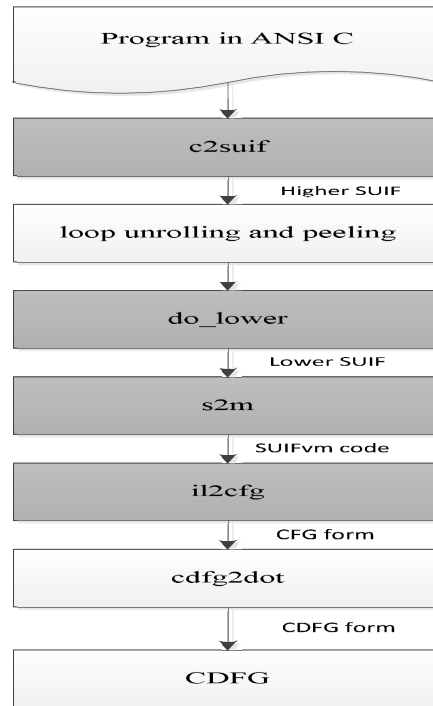 Program in ANSI C
c2suif
Higher SUIF
loop unrolling and peeling
do_lower
Lower SUIF
s2m
SUIFvm code
il2cfg
CFG form
cdfg2dot
CDFG form
CDFG